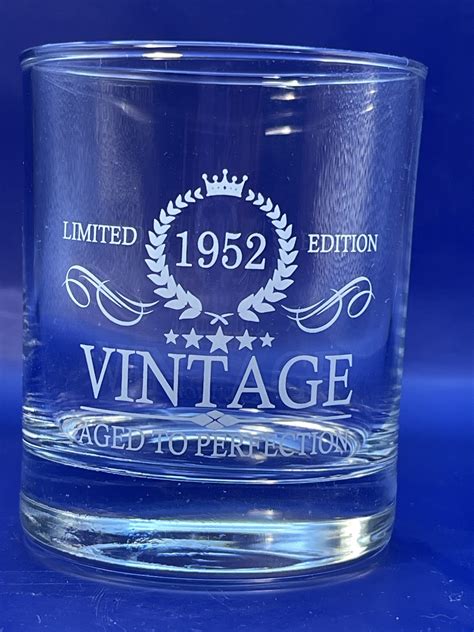 LIMITED 1952 EDITION
VINTAGE
AGED TO PERFECTION